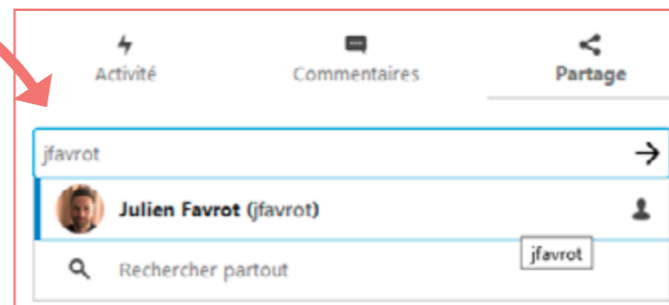 Activité Commentaires Partage
jfavrot
Julien Favrot (jfavrot)
jfavrot
Rechercher partout